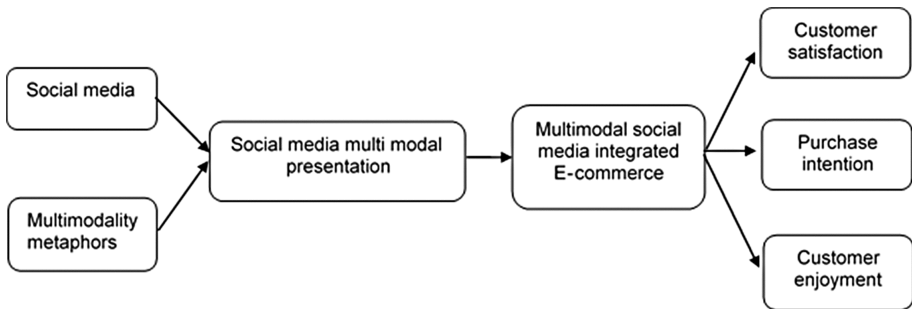 Social media
Multimodality
metaphors
Social media multi modal
presentation
Multimodal social
media integrated
E-commerce
Customer
satisfaction
Purchase
intention
Customer
enjoyment